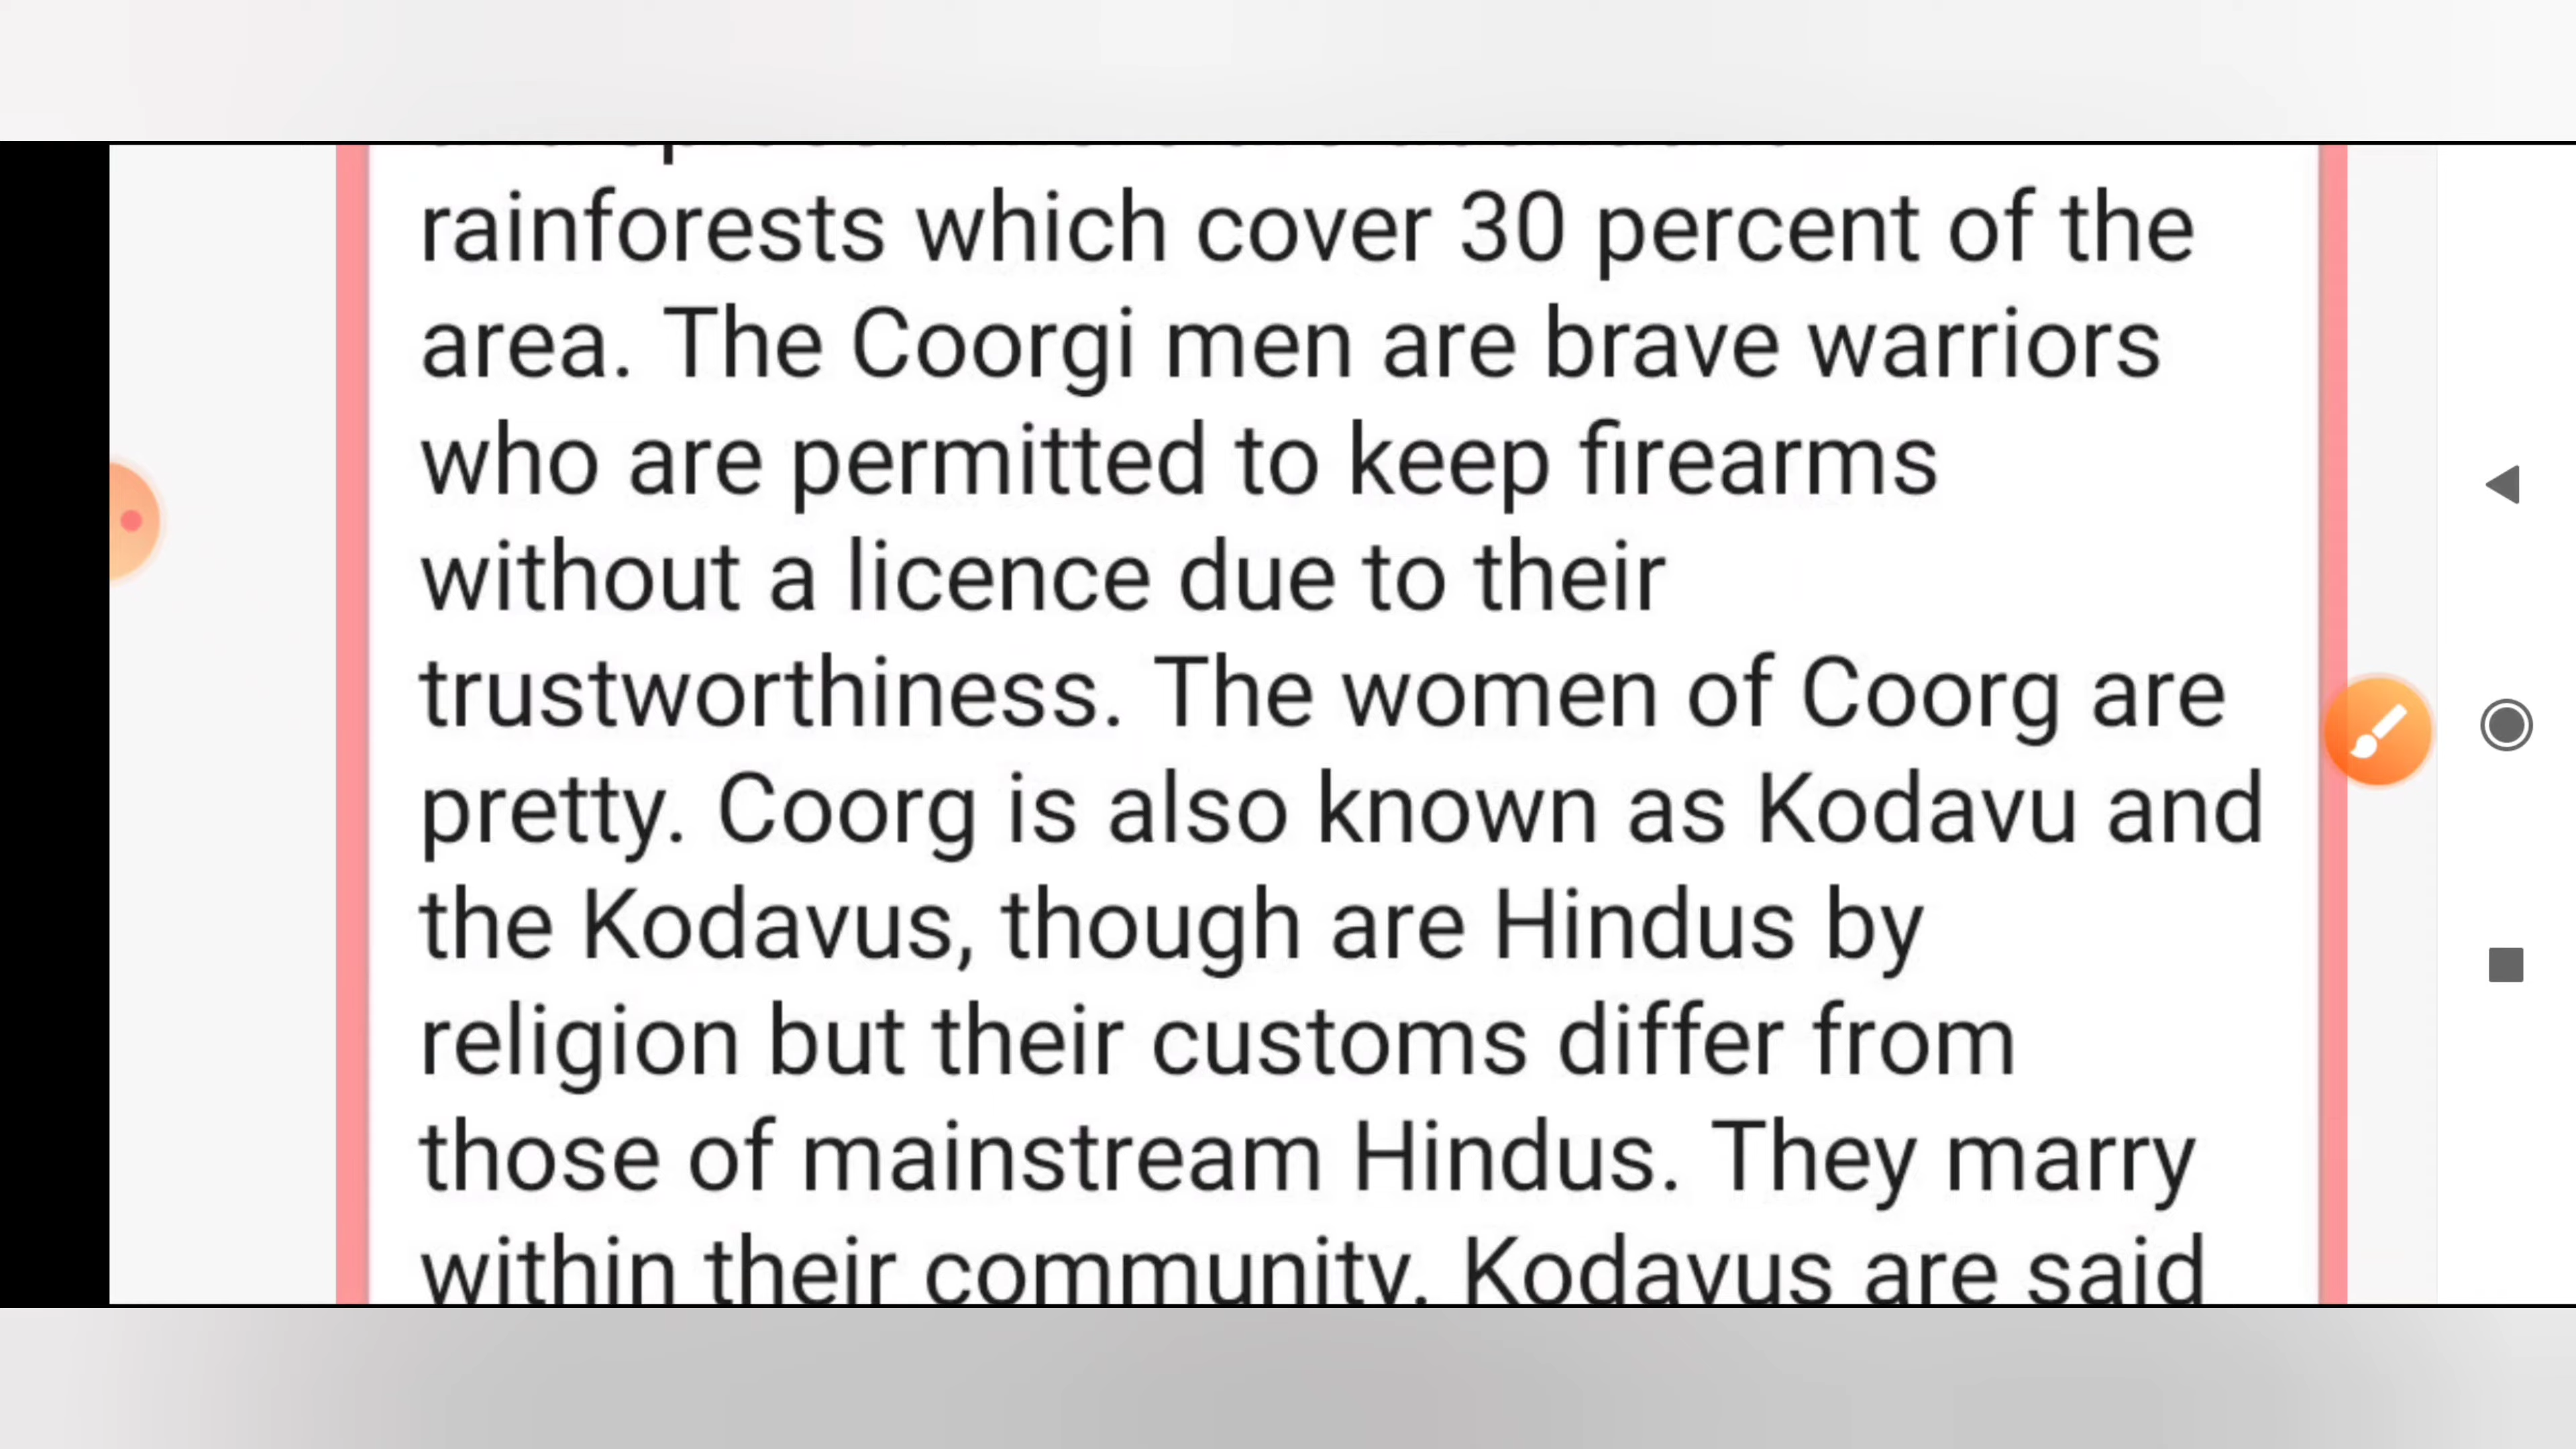 rainforests which cover 30 percent of the
area. The Coorgi men are brave warriors
who are permitted to keep firearms
without a licence due to their
trustworthiness. The women of Coorg are
pretty. Coorg is also known as Kodavu and
the Kodavus, though are Hindus by
religion but their customs differ from
those of mainstream Hindus. They marry
within their community. Kodavus are said